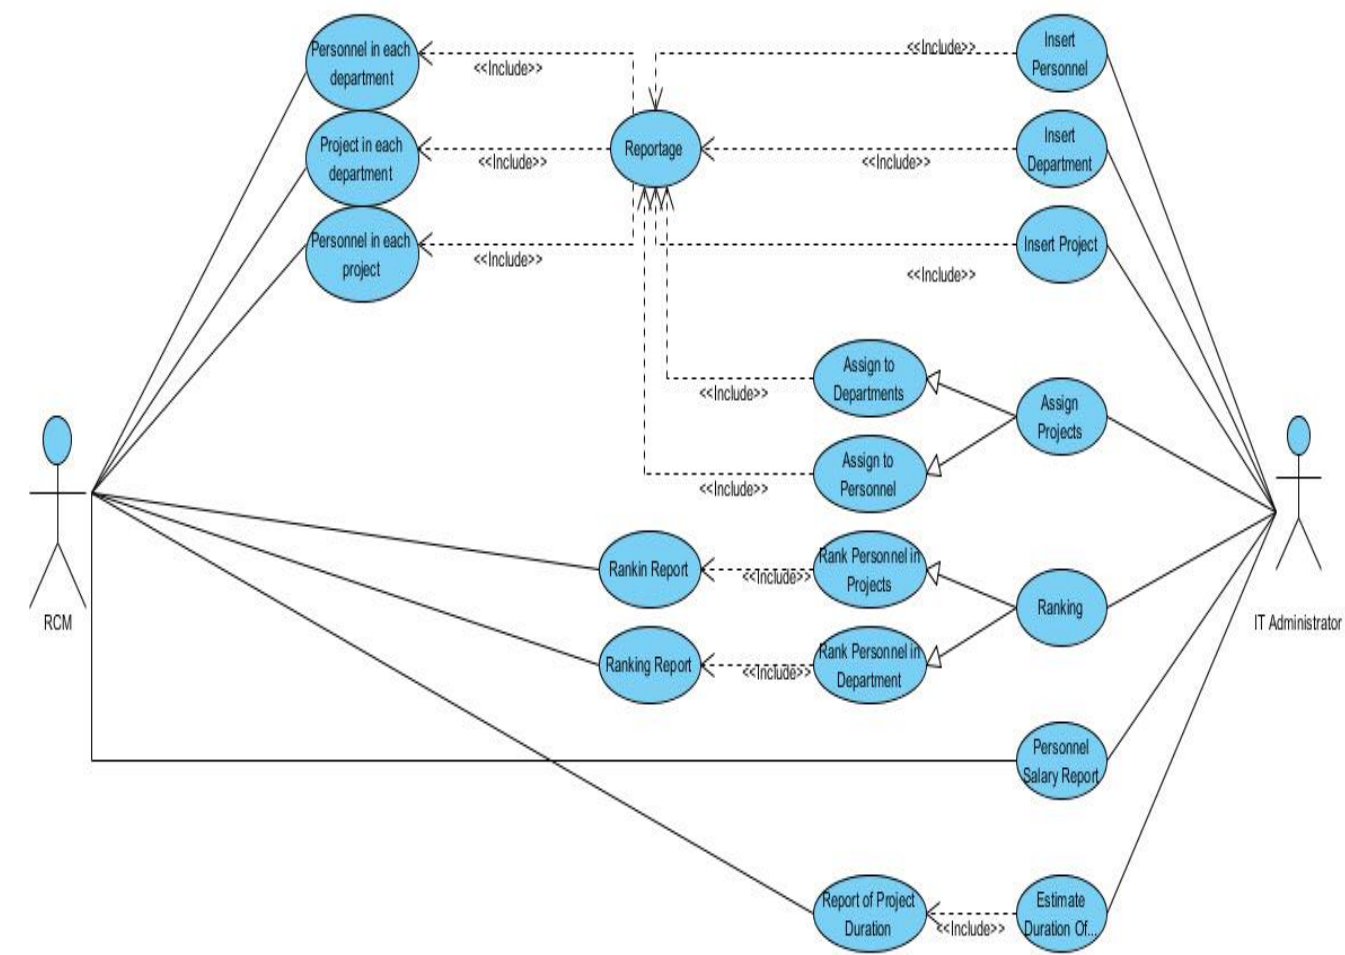 Personnel in each
department
<<Include>>
<<Include>>
Insert
Personnel
Project in each
department
<<Include>>
Reportage
<<Include>>
Insert
Department
Personnel in each
project
<<Include>>
<<Include>>
Insert Project
Assign to
Departments
<<Include>>
Assign
Projects
Assign to
Personnel
<<Include>>
RCM
IT Administrator
Rankin Report
<<Include>>
Rank Personnel in
Projects
Ranking
Ranking Report
<<Include>>
Rank Personnel in
Department
Personnel
Salary Report
Report of Project
Duration
<<Include>>
Estimate
Duration Of...